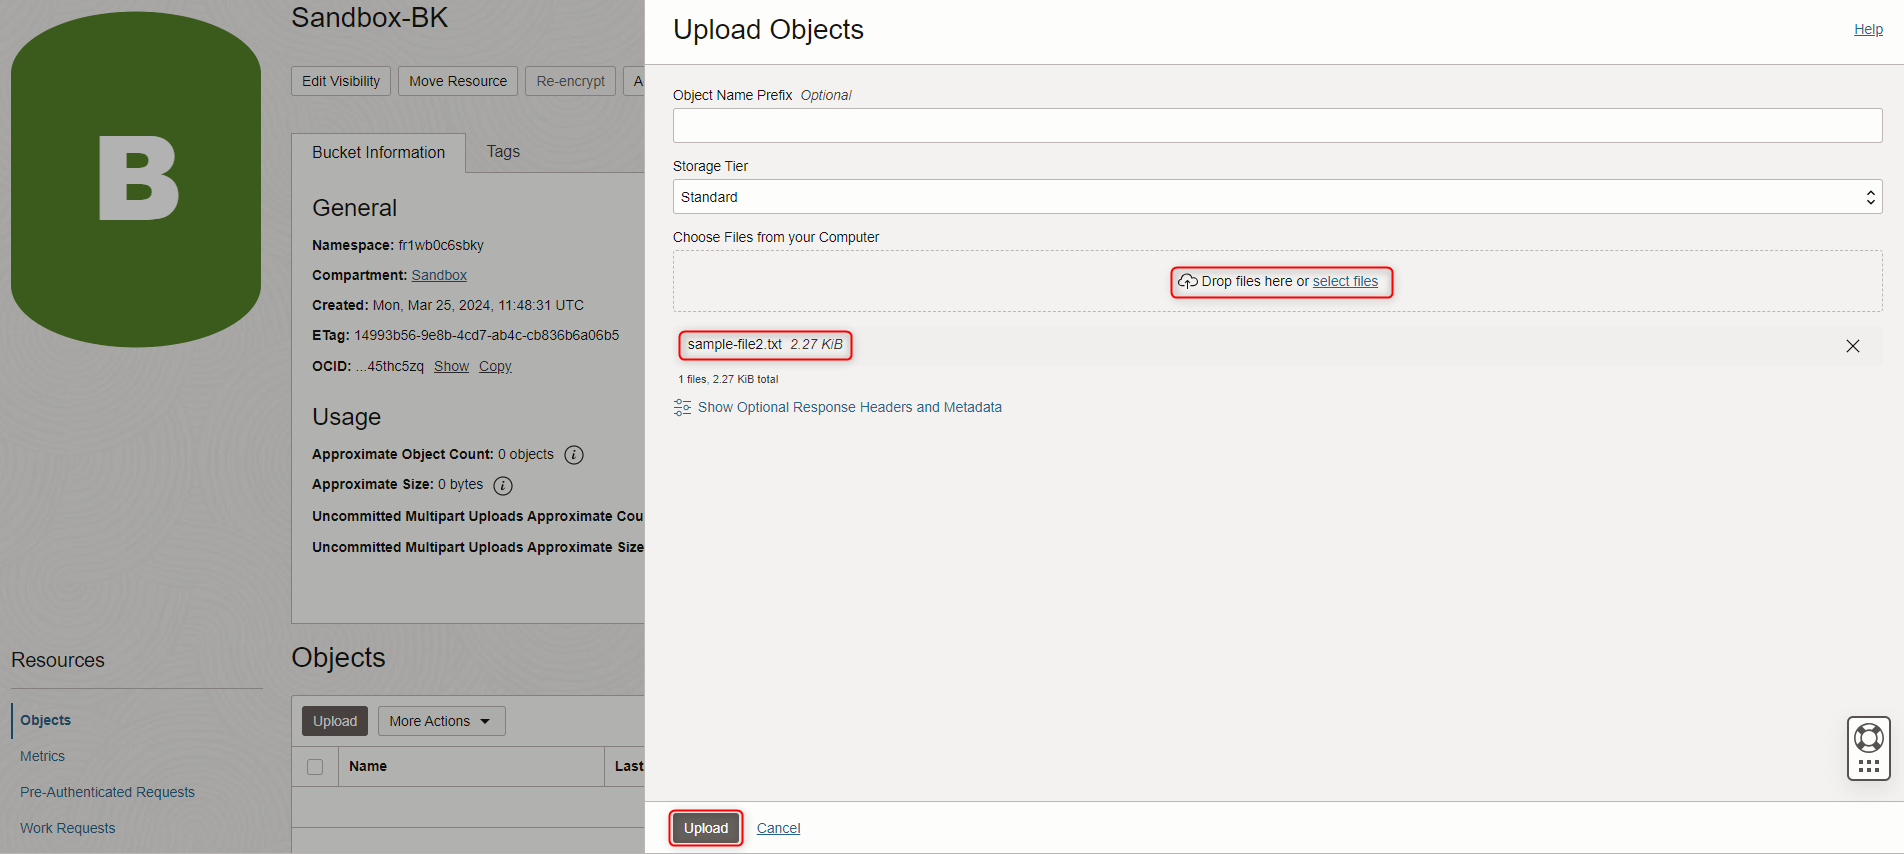 B
Sandbox-BK
Edit Visibility Move Resource Re-encrypt A
Bucket Information Tags
General
Namespace: fr1wb0c6sbky
Compartment: Sandbox
Created: Mon, Mar 25, 2024, 11:48:31 UTC
ETag: 14993b56-9e8b-4cd7-ab4c-cb836b6a06b5
OCID: ...45thc5zq Show Copy
Usage
Approximate Object Count: 0 objects i
Approximate Size: 0 bytes i
Uncommitted Multipart Uploads Approximate Cou
Uncommitted Multipart Uploads Approximate Size
Resources
Objects
Metrics
Pre-Authenticated Requests
Work Requests
Objects
Upload More Actions
Name Last
Upload Objects
Help
Object Name Prefix Optional
Storage Tier
Standard
Choose Files from your Computer
Drop files here or select files
sample-file2.txt 2.27 KiB
1 files, 2.27 KiB total
Show Optional Response Headers and Metadata
Upload Cancel